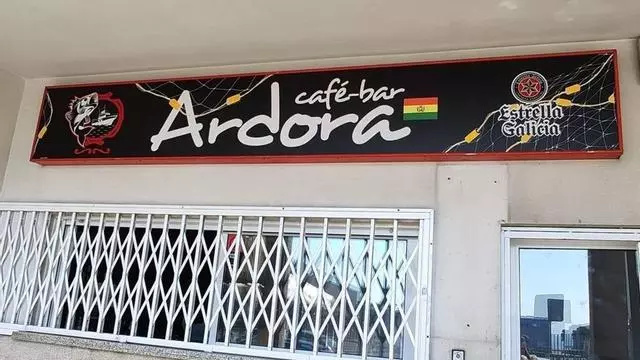 café-bar
Ardora
Estrella
Galicia